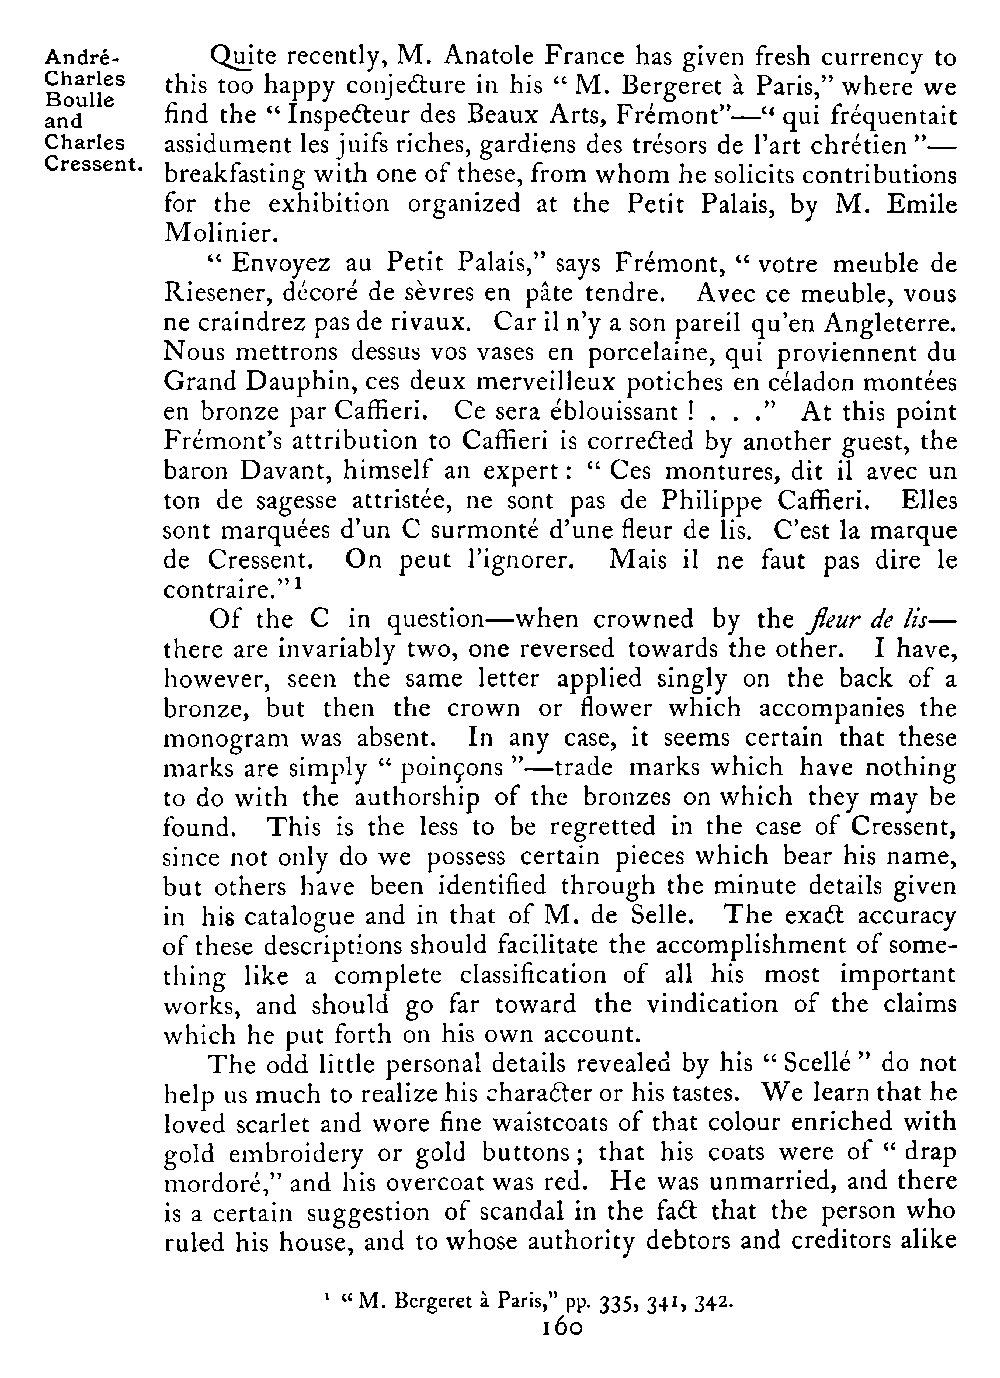 André-
Charles
Boulle
and
Charles
Cressent.
Quite recently, M. Anatole France has given fresh currency to
this too happy conjecture in his “ M. Bergeret à Paris,” where we
find the “ Inspecteur des Beaux Arts, Frémont”—“ qui fréquentait
assidument les juifs riches, gardiens des trésors de l’art chrétien ”—
breakfasting with one of these, from whom he solicits contributions
for the exhibition organized at the Petit Palais, by M. Emile
Molinier.
“ Envoyez au Petit Palais,” says Frémont, “ votre meuble de
Riesener, décoré de sèvres en pâte tendre. Avec ce meuble, vous
ne craindrez pas de rivaux. Car il n’y a son pareil qu’en Angleterre.
Nous mettrons dessus vos vases en porcelaine, qui proviennent du
Grand Dauphin, ces deux merveilleux potiches en céladon montées
en bronze par Caffieri. Ce sera éblouissant ! . . .” At this point
Frémont’s attribution to Caffieri is corrected by another guest, the
baron Davant, himself an expert : “ Ces montures, dit il avec un
ton de sagesse attristée, ne sont pas de Philippe Caffieri. Elles
sont marquées d’un C surmonté d’une fleur de lis. C’est la marque
de Cressent. On peut l’ignorer. Mais il ne faut pas dire le
contraire.” ¹
Of the C in question—when crowned by the fleur de lis—
there are invariably two, one reversed towards the other. I have,
however, seen the same letter applied singly on the back of a
bronze, but then the crown or flower which accompanies the
monogram was absent. In any case, it seems certain that these
marks are simply “ poinçons ”—trade marks which have nothing
to do with the authorship of the bronzes on which they may be
found. This is the less to be regretted in the case of Cressent,
since not only do we possess certain pieces which bear his name,
but others have been identified through the minute details given
in his catalogue and in that of M. de Selle. The exact accuracy
of these descriptions should facilitate the accomplishment of some-
thing like a complete classification of all his most important
works, and should go far toward the vindication of the claims
which he put forth on his own account.
The odd little personal details revealed by his “ Scellé ” do not
help us much to realize his character or his tastes. We learn that he
loved scarlet and wore fine waistcoats of that colour enriched with
gold embroidery or gold buttons ; that his coats were of “ drap
mordoré,” and his overcoat was red. He was unmarried, and there
is a certain suggestion of scandal in the fact that the person who
ruled his house, and to whose authority debtors and creditors alike
¹ “ M. Bergeret à Paris,” pp. 335, 341, 342.
160